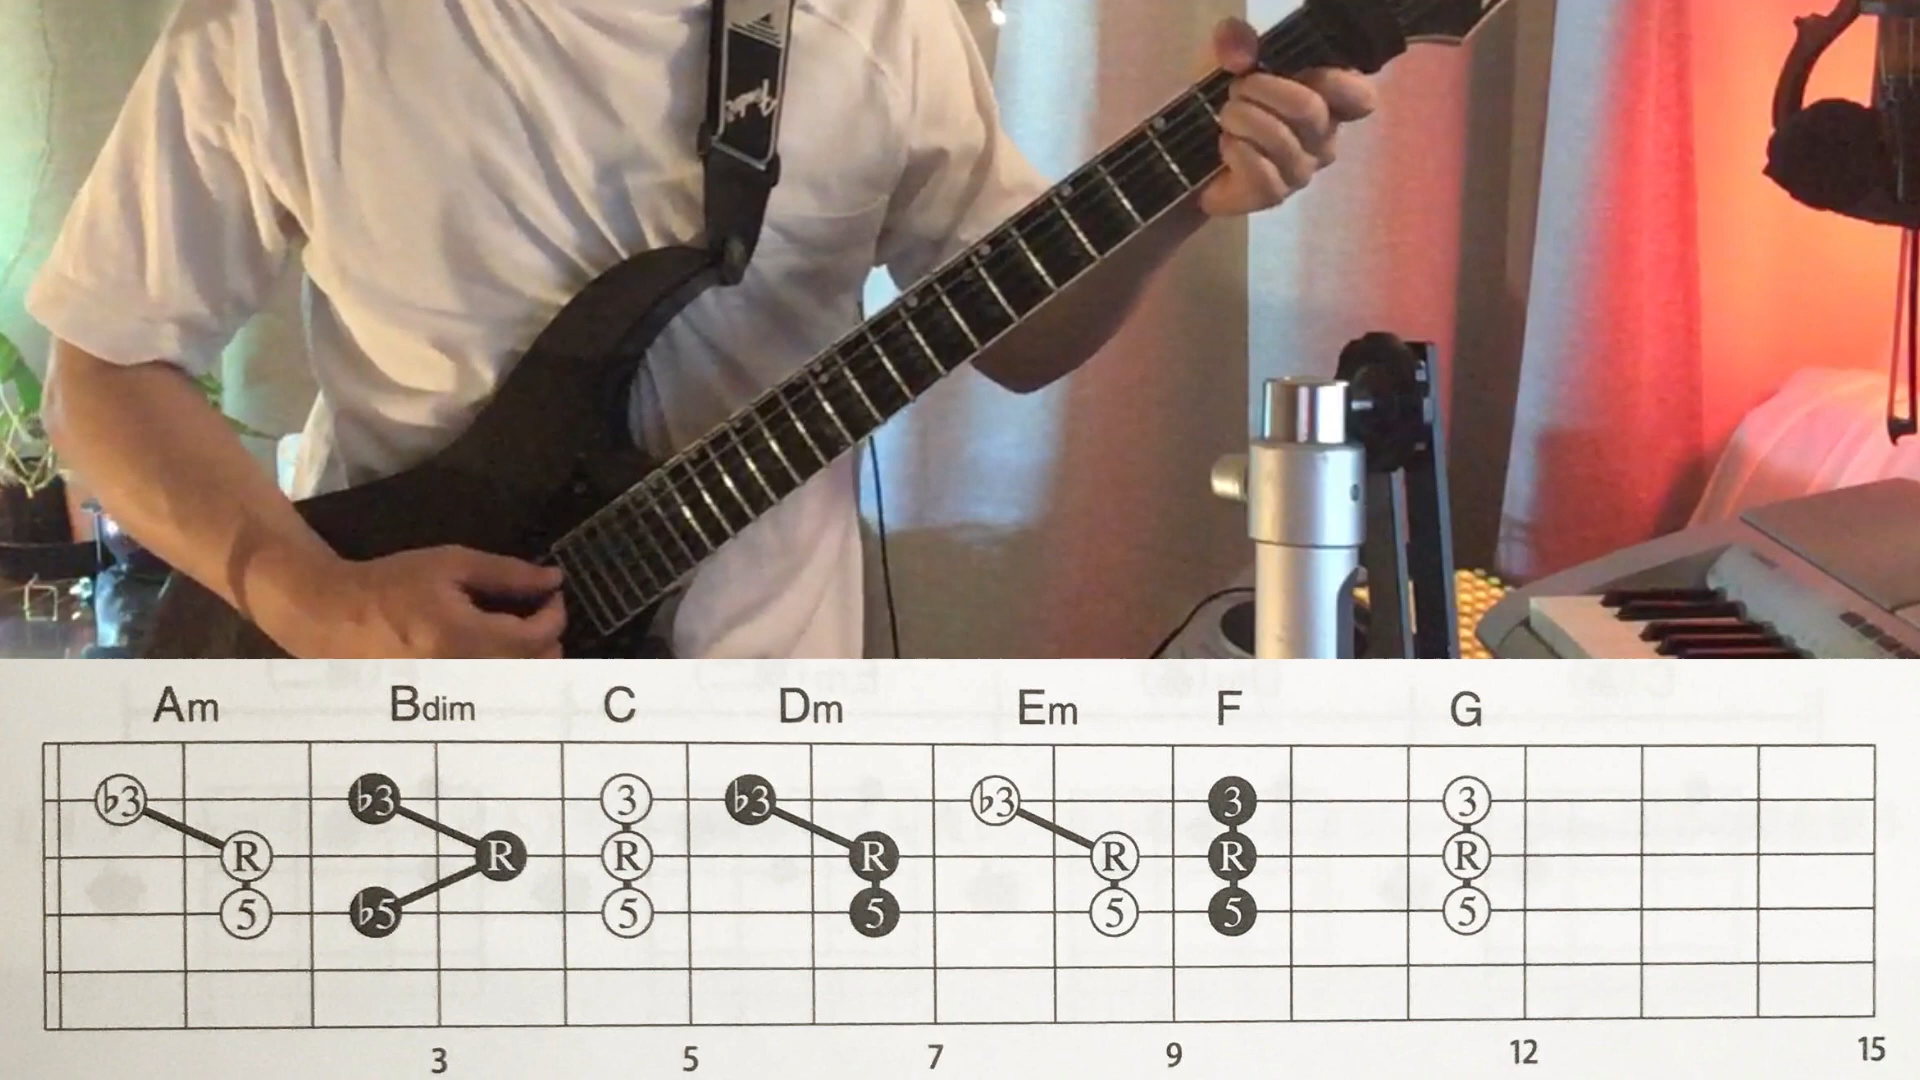 Fender
Am Bdim C Dm Em F G
♭3 ♭3 3 ♭3 ♭3 3 3
R R R R R R R
5 ♭5 5 5 5 5 5
3 5 7 9 12 15